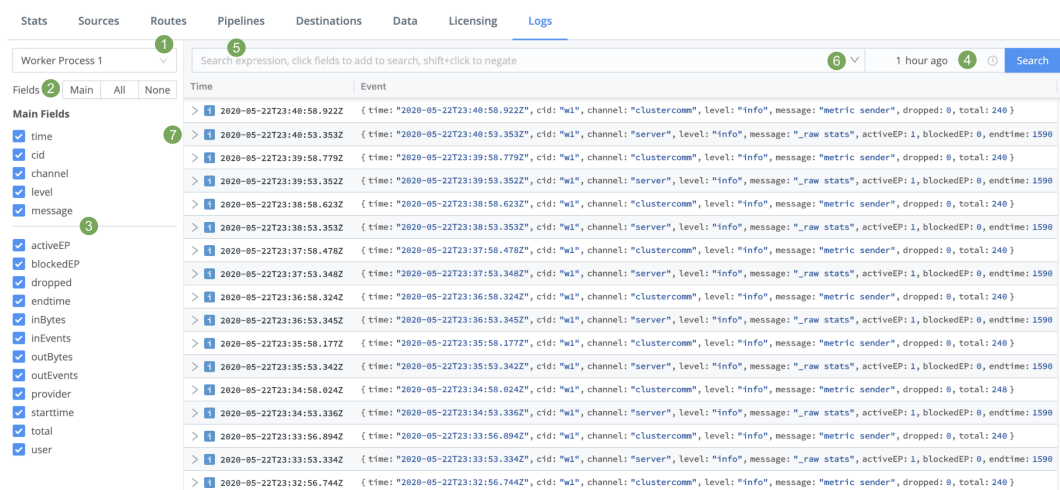 Stats Sources Routes Pipelines Destinations Data Licensing Logs
1 5
Worker Process 1 Search expression, click fields to add to search, shift+click to negate 6 1 hour ago 4 Search
Fields 2 Main All None Time Event
Main Fields
7
time
cid
channel
level
message
3
activeEP
blockedEP
dropped
endtime
inBytes
inEvents
outBytes
outEvents
provider
starttime
total
user
i 2020-05-22T23:40:58.922Z { time: "2020-05-22T23:40:58.922Z", cid: "w1", channel: "clustercomm", level: "info", message: "metric sender", dropped: 0, total: 240 }
i 2020-05-22T23:40:53.353Z { time: "2020-05-22T23:40:53.353Z", cid: "w1", channel: "server", level: "info", message: "_raw stats", activeEP: 1, blockedEP: 0, endtime: 1590
i 2020-05-22T23:39:58.779Z { time: "2020-05-22T23:39:58.779Z", cid: "w1", channel: "clustercomm", level: "info", message: "metric sender", dropped: 0, total: 240 }
i 2020-05-22T23:39:53.352Z { time: "2020-05-22T23:39:53.352Z", cid: "w1", channel: "server", level: "info", message: "_raw stats", activeEP: 1, blockedEP: 0, endtime: 1590
i 2020-05-22T23:38:58.623Z { time: "2020-05-22T23:38:58.623Z", cid: "w1", channel: "clustercomm", level: "info", message: "metric sender", dropped: 0, total: 240 }
i 2020-05-22T23:38:53.353Z { time: "2020-05-22T23:38:53.353Z", cid: "w1", channel: "server", level: "info", message: "_raw stats", activeEP: 1, blockedEP: 0, endtime: 1590
i 2020-05-22T23:37:58.478Z { time: "2020-05-22T23:37:58.478Z", cid: "w1", channel: "clustercomm", level: "info", message: "metric sender", dropped: 0, total: 240 }
i 2020-05-22T23:37:53.348Z { time: "2020-05-22T23:37:53.348Z", cid: "w1", channel: "server", level: "info", message: "_raw stats", activeEP: 1, blockedEP: 0, endtime: 1590
i 2020-05-22T23:36:58.324Z { time: "2020-05-22T23:36:58.324Z", cid: "w1", channel: "clustercomm", level: "info", message: "metric sender", dropped: 0, total: 240 }
i 2020-05-22T23:36:53.345Z { time: "2020-05-22T23:36:53.345Z", cid: "w1", channel: "server", level: "info", message: "_raw stats", activeEP: 1, blockedEP: 0, endtime: 1590
i 2020-05-22T23:35:58.177Z { time: "2020-05-22T23:35:58.177Z", cid: "w1", channel: "clustercomm", level: "info", message: "metric sender", dropped: 0, total: 240 }
i 2020-05-22T23:35:53.342Z { time: "2020-05-22T23:35:53.342Z", cid: "w1", channel: "server", level: "info", message: "_raw stats", activeEP: 1, blockedEP: 0, endtime: 1590
i 2020-05-22T23:34:58.024Z { time: "2020-05-22T23:34:58.024Z", cid: "w1", channel: "clustercomm", level: "info", message: "metric sender", dropped: 0, total: 248 }
i 2020-05-22T23:34:53.336Z { time: "2020-05-22T23:34:53.336Z", cid: "w1", channel: "server", level: "info", message: "_raw stats", activeEP: 1, blockedEP: 0, endtime: 1590
i 2020-05-22T23:33:56.894Z { time: "2020-05-22T23:33:56.894Z", cid: "w1", channel: "clustercomm", level: "info", message: "metric sender", dropped: 0, total: 240 }
i 2020-05-22T23:33:53.334Z { time: "2020-05-22T23:33:53.334Z", cid: "w1", channel: "server", level: "info", message: "_raw stats", activeEP: 1, blockedEP: 0, endtime: 1590
i 2020-05-22T23:32:56.744Z { time: "2020-05-22T23:32:56.744Z", cid: "w1", channel: "clustercomm", level: "info", message: "metric sender", dropped: 0, total: 240 }